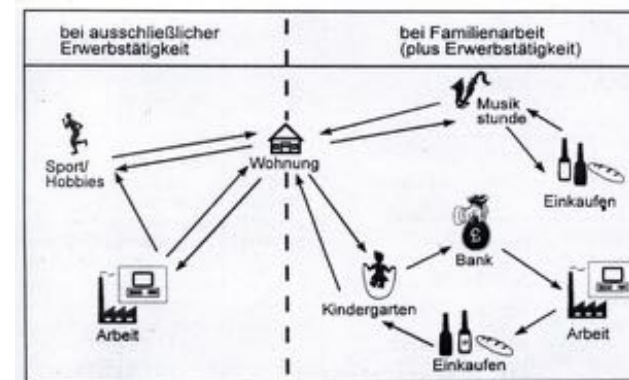 bei ausschließlicher
Erwerbstätigkeit
bei Familienarbeit
(plus Erwerbstätigkeit)
Sport/
Hobbies
Wohnung
Arbeit
Musik
stunde
Einkaufen
Bank
Kindergarten
Arbeit
Einkaufen